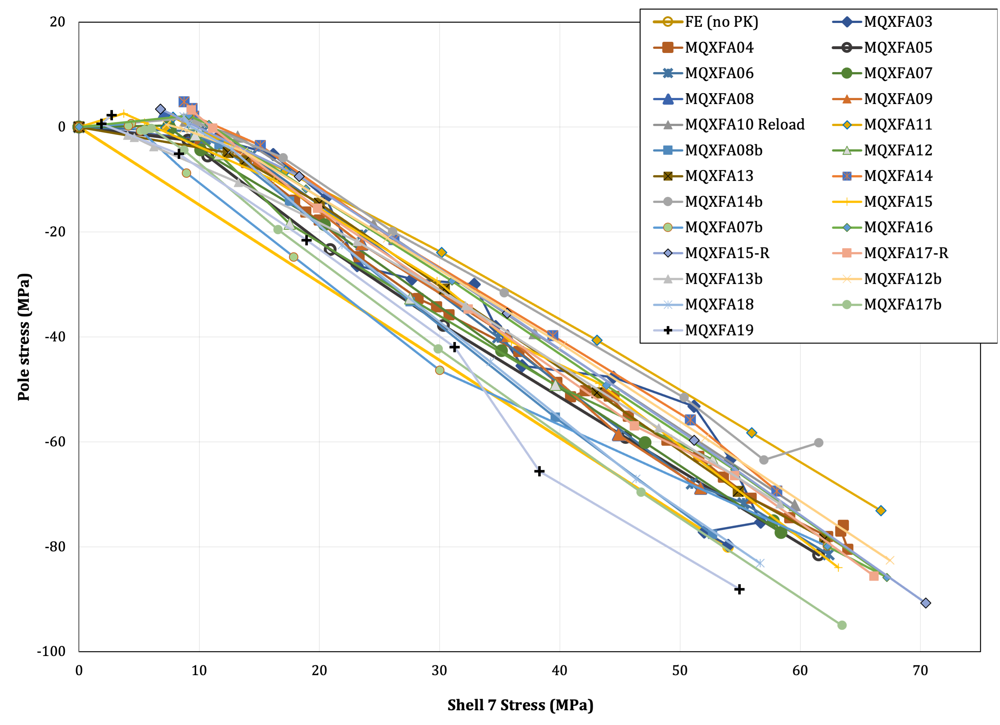 20
0
-20
-40
-60
-80
-100
Pole stress (MPa)
0 10 20 30 40 50 60 70
Shell 7 Stress (MPa)
FE (no PK) MQXFA03
MQXFA04 MQXFA05
MQXFA06 MQXFA07
MQXFA08 MQXFA09
MQXFA10 Reload MQXFA11
MQXFA08b MQXFA12
MQXFA13 MQXFA14
MQXFA14b MQXFA15
MQXFA07b MQXFA16
MQXFA15-R MQXFA17-R
MQXFA13b MQXFA12b
MQXFA18 MQXFA17b
MQXFA19